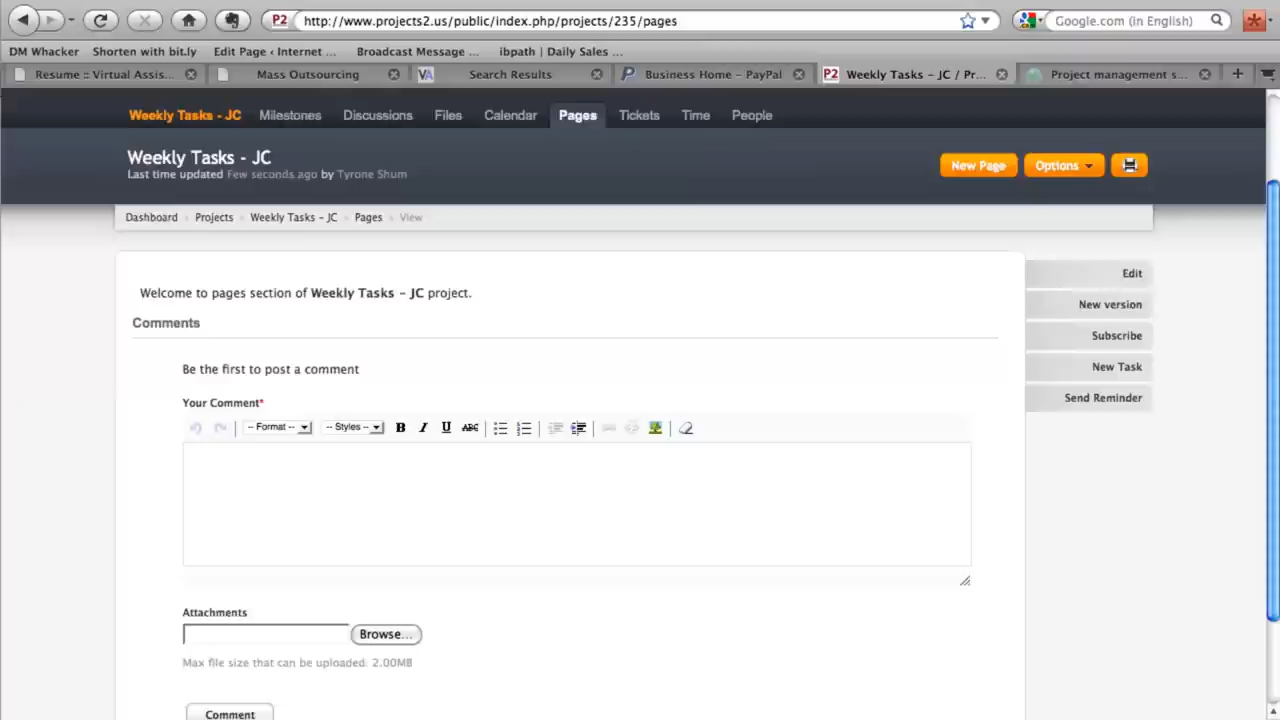 P2 http://www.projects2.us/public/index.php/projects/235/pages Google.com (in English)
DM Whacker Shorten with bit.ly Edit Page ‹ Internet ... Broadcast Message ... ibpath | Daily Sales ...
Resume :: Virtual Assis... Mass Outsourcing VA Search Results Business Home – PayPal P2 Weekly Tasks – JC / Pr... Project management s...
Weekly Tasks - JC Milestones Discussions Files Calendar Pages Tickets Time People
Weekly Tasks - JC
Last time updated Few seconds ago by Tyrone Shum
New Page Options
Dashboard Projects Weekly Tasks – JC Pages View
Edit
Welcome to pages section of Weekly Tasks – JC project.
New version
Comments
Subscribe
Be the first to post a comment
New Task
Send Reminder
Your Comment*
-- Format -- -- Styles -- B I U ABC
Attachments
Browse...
Max file size that can be uploaded: 2.00MB
Comment